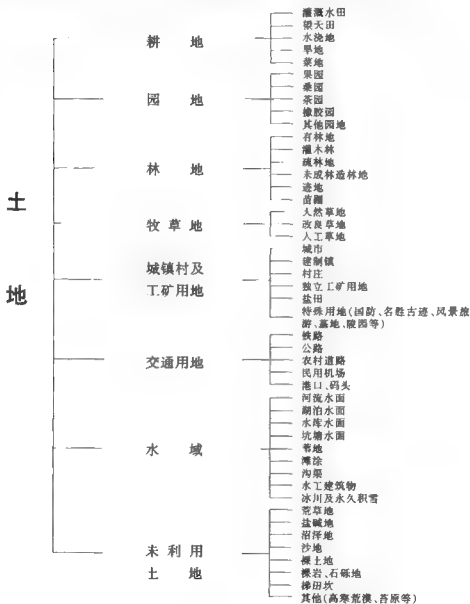 土地
耕地
灌溉水田
望天田
水浇地
旱地
菜地
园地
果园
桑园
茶园
橡胶园
其他园地
林地
有林地
灌木林
疏林地
未成林造林地
迹地
苗圃
牧草地
天然草地
改良草地
人工草地
城镇村及
工矿用地
城市
建制镇
村庄
独立工矿用地
盐田
特殊用地(国防、名胜古迹、风景旅
游、墓地、陵园等)
交通用地
铁路
公路
农村道路
民用机场
港口、码头
水域
河流水面
湖泊水面
水库水面
坑塘水面
苇地
滩涂
沟渠
水工建筑物
冰川及永久积雪
未利用
土地
荒草地
盐碱地
沼泽地
沙地
裸土地
裸岩、石砾地
梯田坎
其他(高寒荒漠、苔原等)